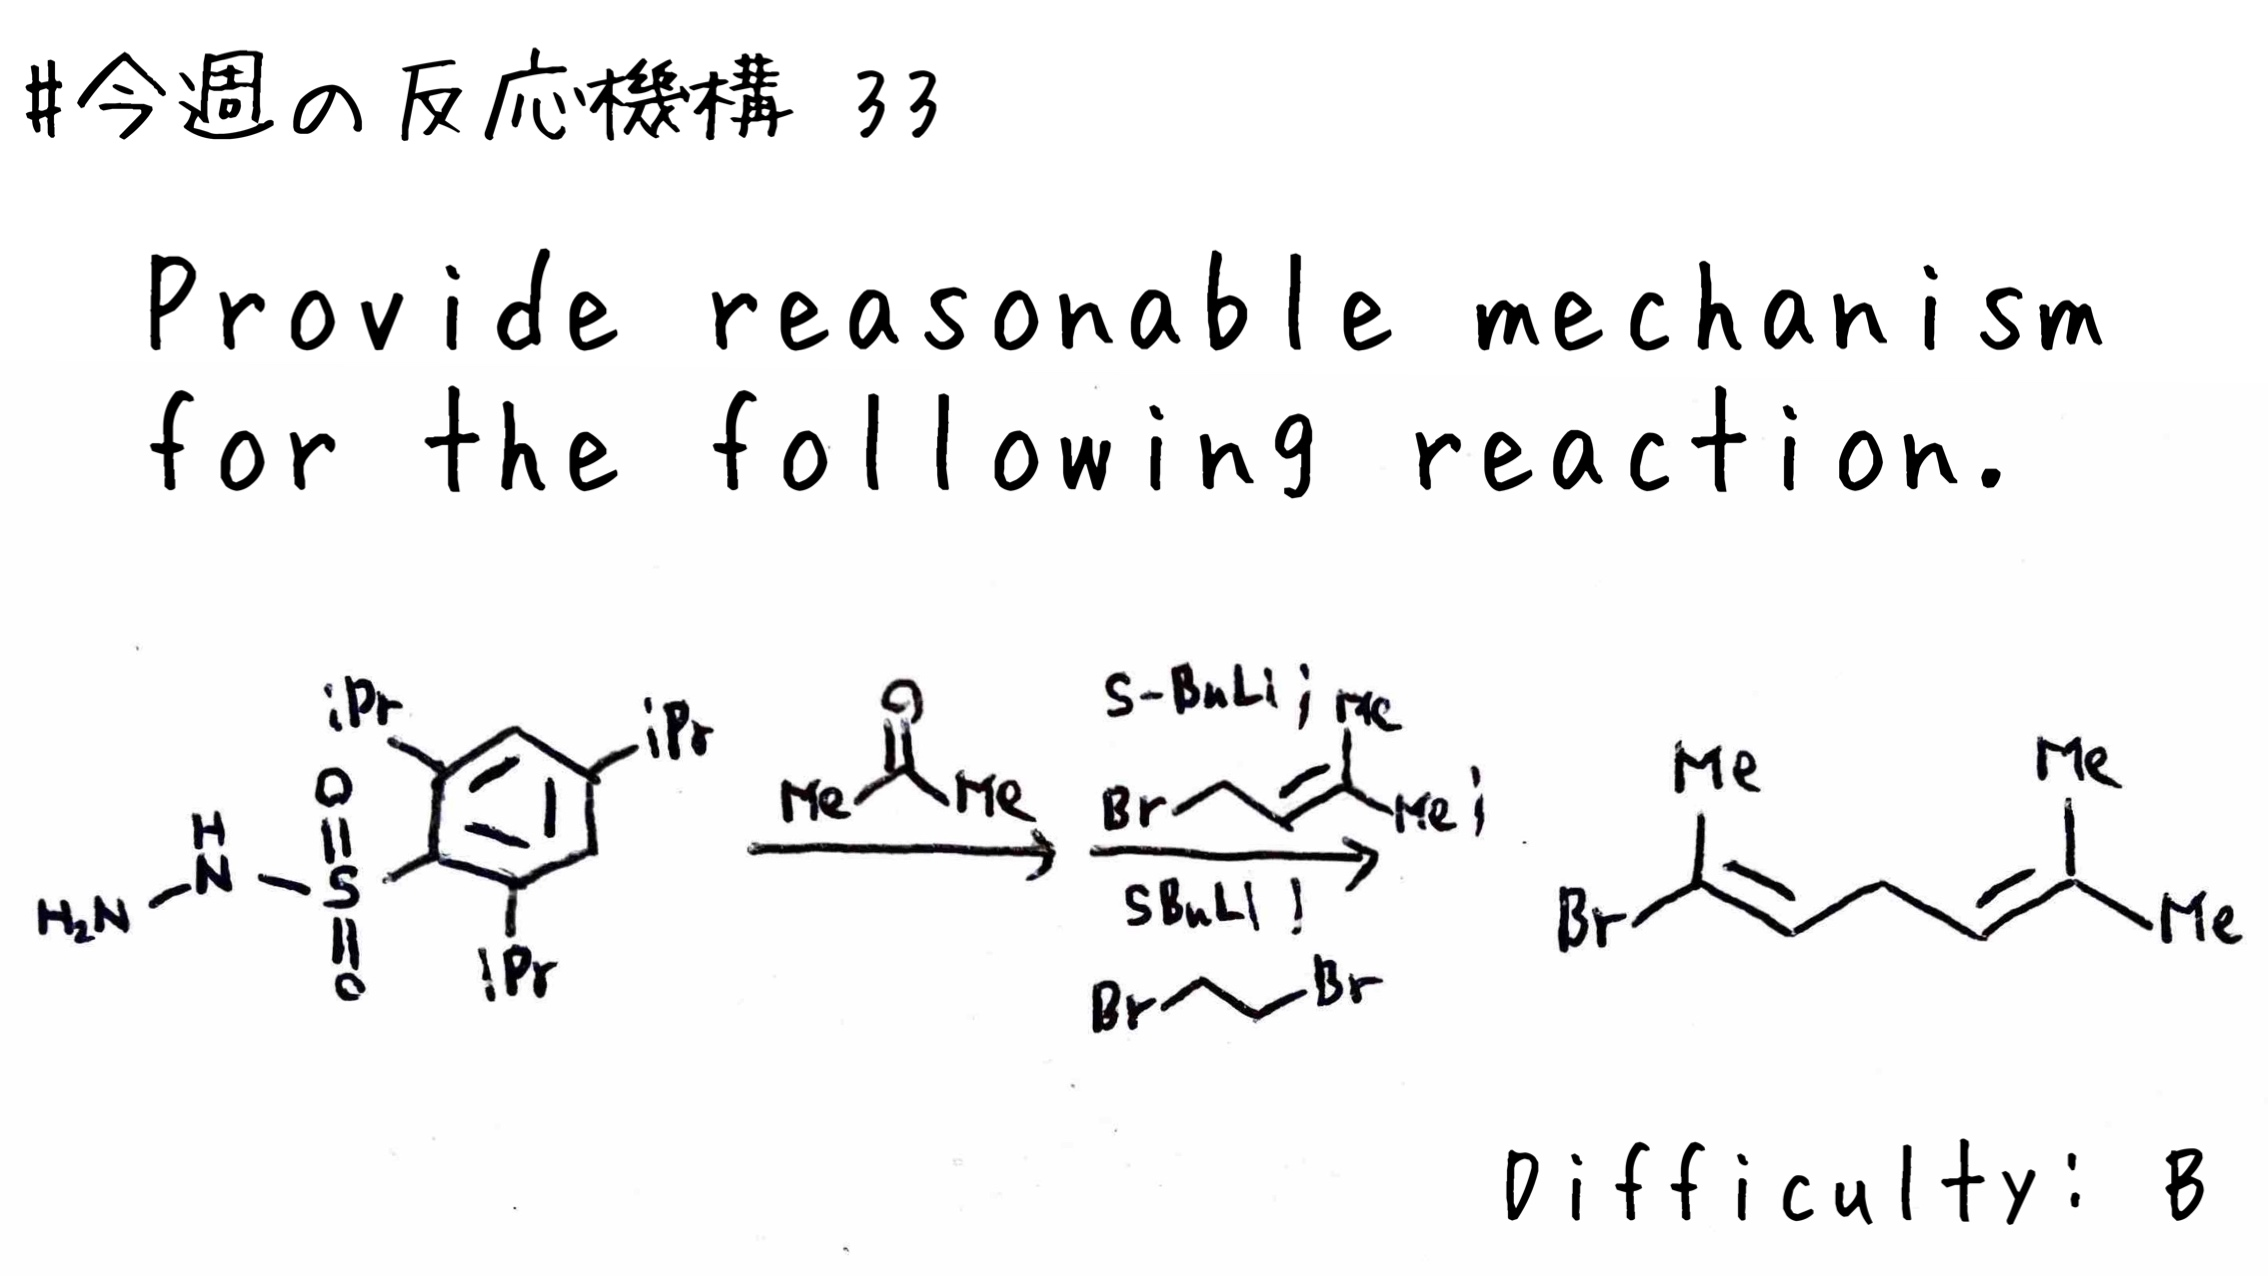 #今週の反応機構 33
Provide reasonable mechanism
for the following reaction.
iPr
iPr
O
H
H₂N N S
O
iPr
O
Me Me
S-BuLi; Me
Br Me;
SBuLi!
Br Br
Me Me
Br Me
Difficulty: B